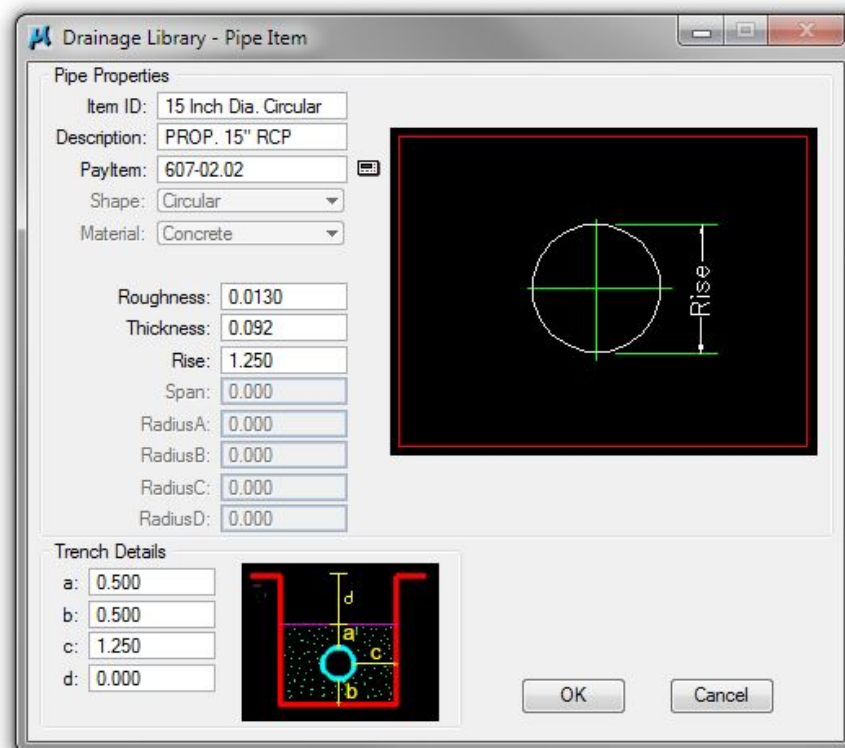 Drainage Library - Pipe Item
Pipe Properties
Item ID: 15 Inch Dia. Circular
Description: PROP. 15" RCP
PayItem: 607-02.02
Shape: Circular
Material: Concrete
Roughness: 0.0130
Thickness: 0.092
Rise: 1.250
Span: 0.000
RadiusA: 0.000
RadiusB: 0.000
RadiusC: 0.000
RadiusD: 0.000
Rise
Trench Details
a: 0.500
b: 0.500
c: 1.250
d: 0.000
d
a
c
b
OK Cancel